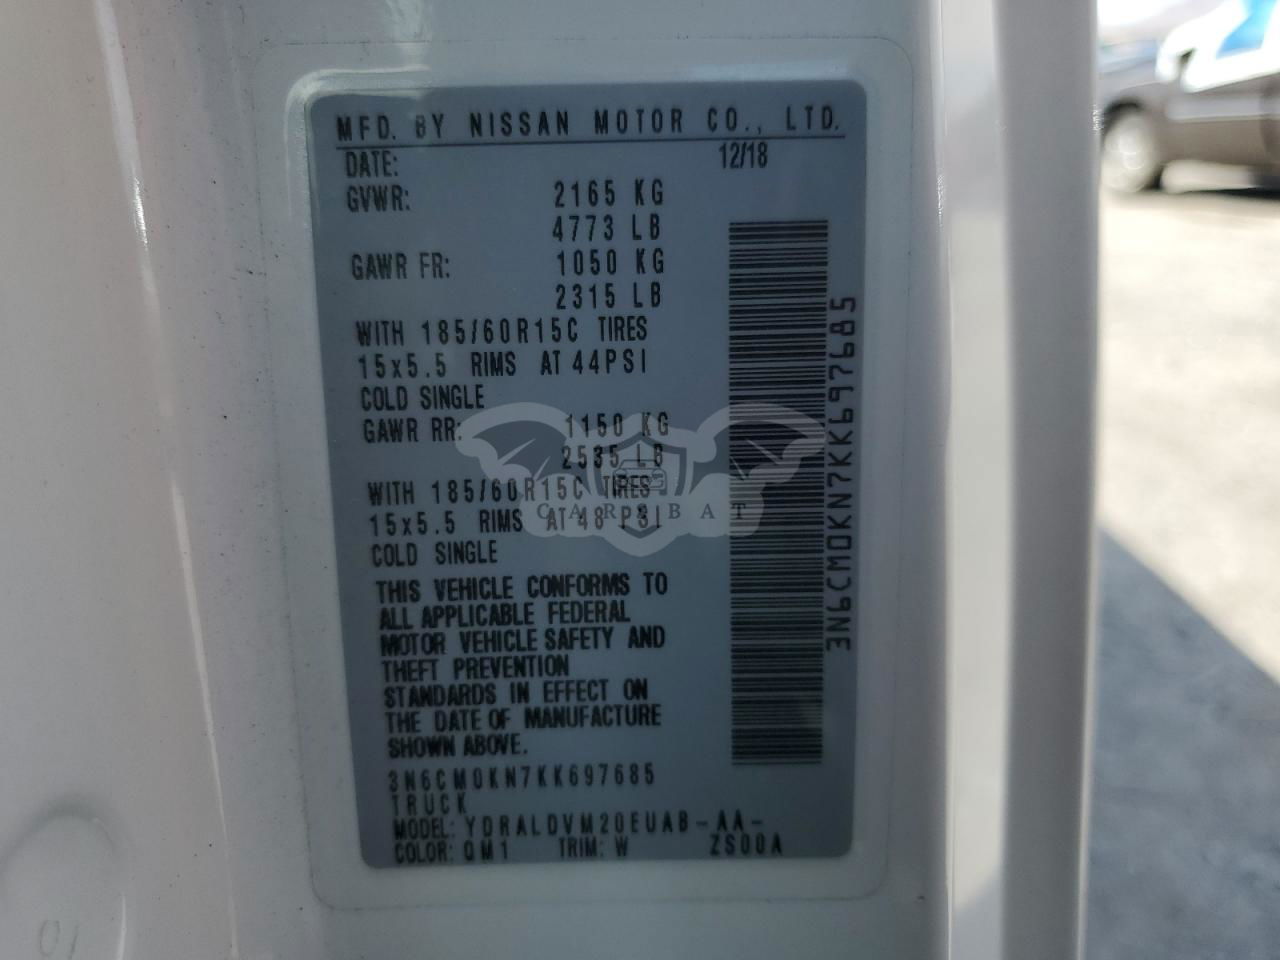 MFD. BY NISSAN MOTOR CO., LTD.
DATE: 12/18
GVWR: 2165 KG
4773 LB
GAWR FR: 1050 KG
2315 LB
WITH 185/60R15C TIRES
15x5.5 RIMS AT 44PSI
COLD SINGLE
GAWR RR: 1150 KG
2535 LB
WITH 185/60R15C TIRES
15x5.5 RIMS AT 48 PSI
COLD SINGLE
THIS VEHICLE CONFORMS TO
ALL APPLICABLE FEDERAL
MOTOR VEHICLE SAFETY AND
THEFT PREVENTION
STANDARDS IN EFFECT ON
THE DATE OF MANUFACTURE
SHOWN ABOVE.
3N6CM0KN7KK697685
TRUCK
MODEL: YDRALDVM20EUAB-AA-
COLOR: QM1 TRIM: W ZS00A
3N6CM0KN7KK697685
CARSBAT
01